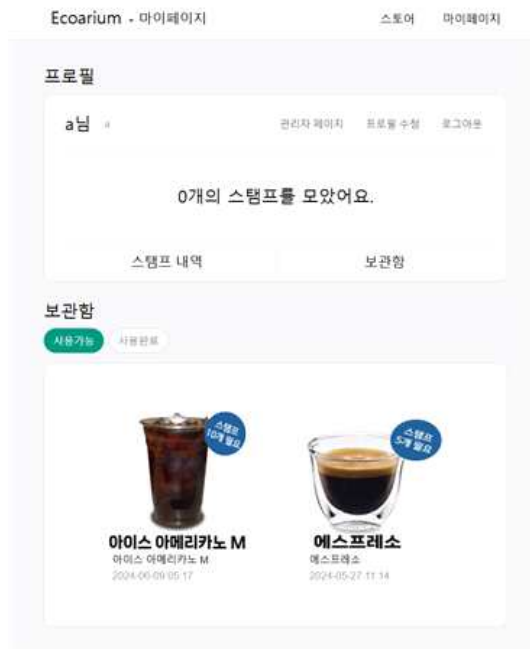 Ecoarium - 마이페이지
스토어 마이페이지
프로필
a님 a
관리자 페이지 프로필 수정 로그아웃
0개의 스탬프를 모았어요.
스탬프 내역 보관함
보관함
사용가능 사용완료
스탬프
10개 필요
스탬프
5개 필요
아이스 아메리카노 M
에스프레소
아이스 아메리카노 M
에스프레소
2024-06-09 05:17
2024-05-27 11:14